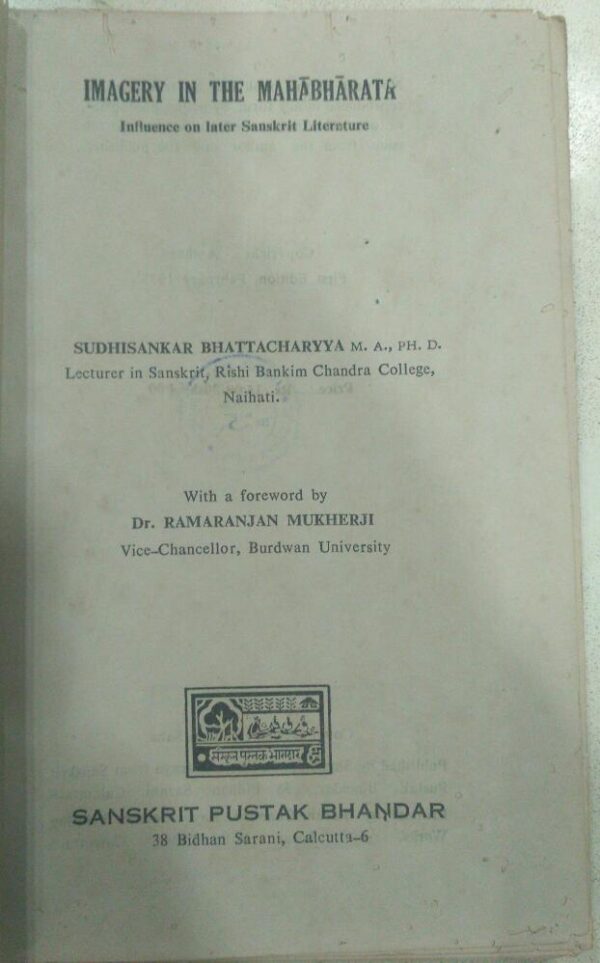 IMAGERY IN THE MAHĀBHĀRATA
Influence on later Sanskrit Literature
SUDHISANKAR BHATTACHARYYA M. A., PH. D.
Lecturer in Sanskrit, Rishi Bankim Chandra College,
Naihati.
With a foreword by
Dr. RAMARANJAN MUKHERJI
Vice-Chancellor, Burdwan University
संस्कृत पुस्तक भाण्डार
SANSKRIT PUSTAK BHANDAR
38 Bidhan Sarani, Calcutta-6